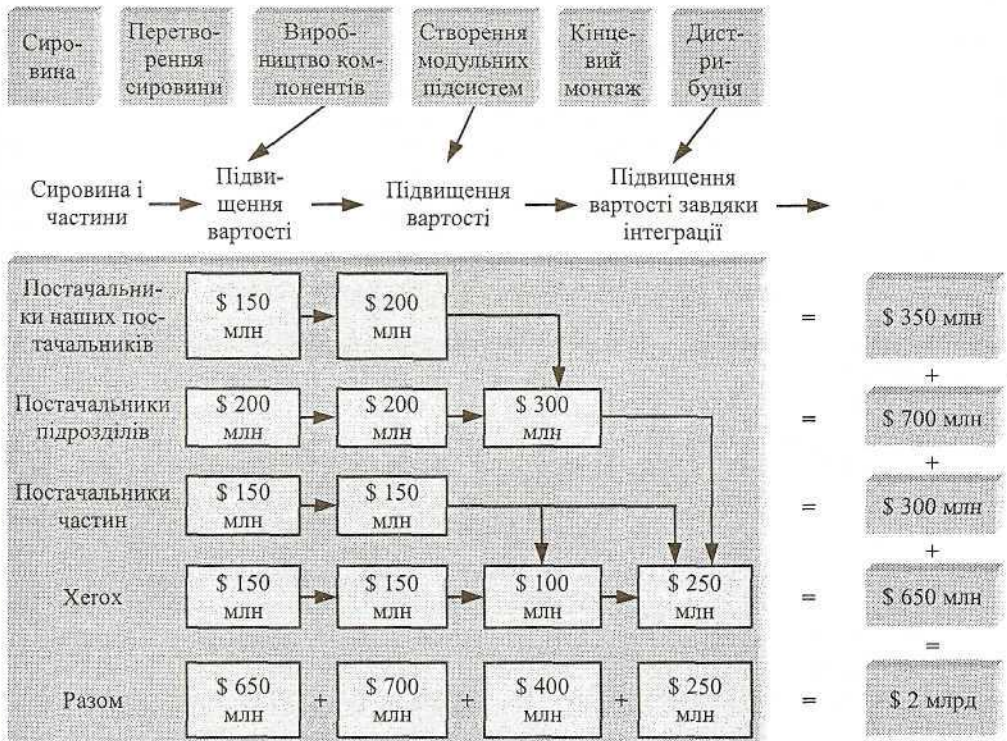 Сиро-
вина
Перетво-
рення
сировини
Вироб-
ництво ком-
понентів
Створення
модульних
підсистем
Кінце-
вий
монтаж
Дист-
ри-
буція
Сировина і
частини
Підви-
щення
вартості
Підвищення
вартості
Підвищення
вартості завдяки
інтеграції
Постачальни-
ки наших пос-
тачальників
$ 150
млн
$ 200
млн
=
$ 350 млн
+
Постачальники
підрозділів
$ 200
млн
$ 200
млн
$ 300
млн
=
$ 700 млн
+
Постачальники
частин
$ 150
млн
$ 150
млн
=
$ 300 млн
+
Xerox
$ 150
млн
$ 150
млн
$ 100
млн
$ 250
млн
=
$ 650 млн
=
Разом
$ 650
млн
+
$ 700
млн
+
$ 400
млн
+
$ 250
млн
=
$ 2 млрд